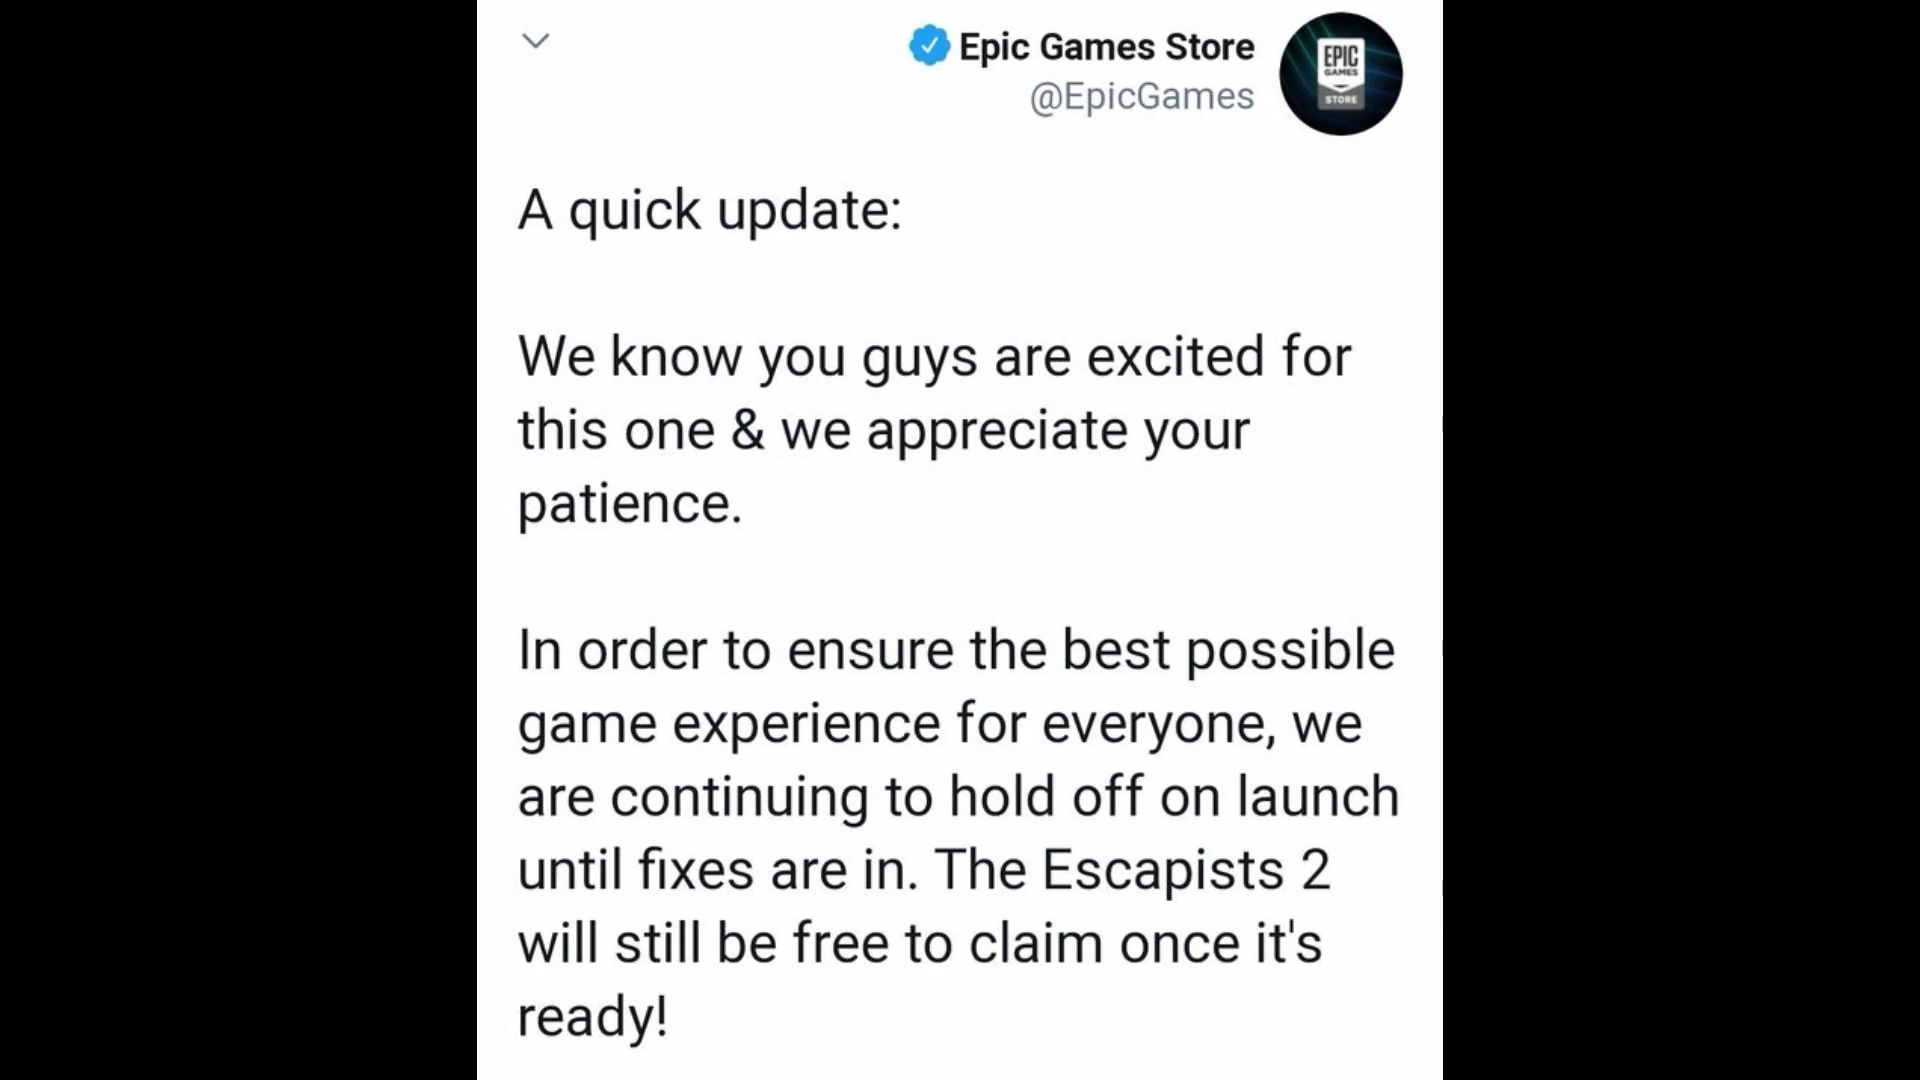 Epic Games Store
@EpicGames
EPIC
GAMES
STORE
A quick update:
We know you guys are excited for
this one & we appreciate your
patience.
In order to ensure the best possible
game experience for everyone, we
are continuing to hold off on launch
until fixes are in. The Escapists 2
will still be free to claim once it's
ready!